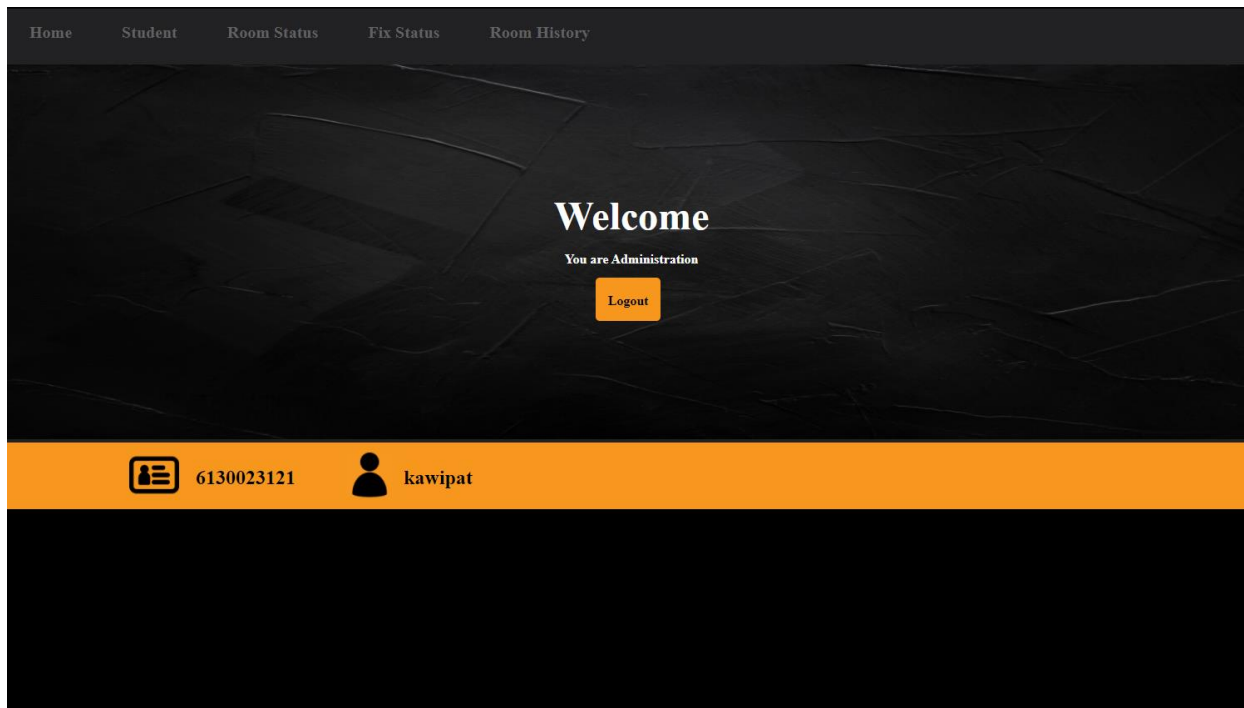 Home Student Room Status Fix Status Room History
Welcome
You are Administration
Logout
6130023121 kawipat